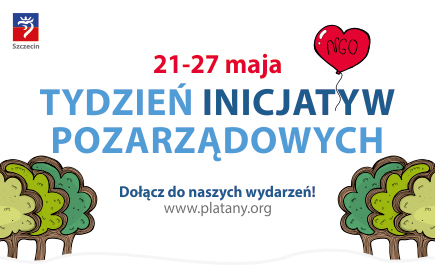 Szczecin
NGO
21-27 maja
TYDZIEŃ INICJATYW
POZARZĄDOWYCH
Dołącz do naszych wydarzeń!
www.platany.org